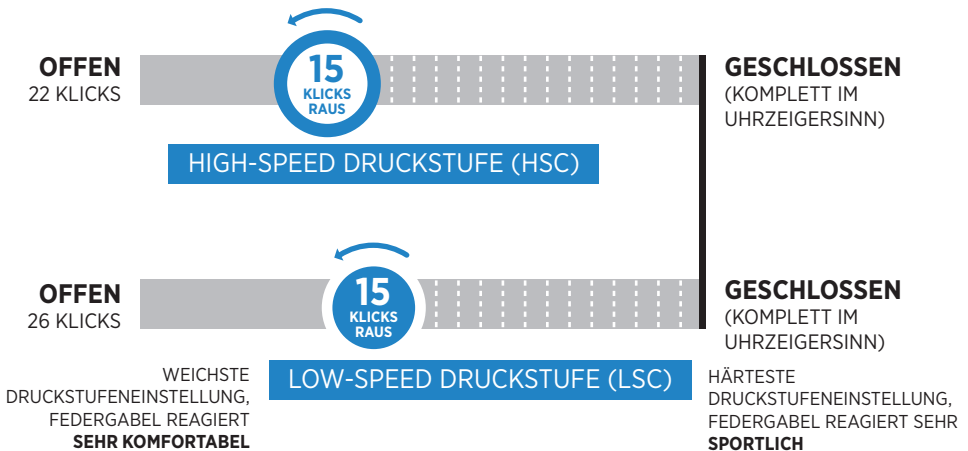 OFFEN
22 KLICKS
15
KLICKS
RAUS
GESCHLOSSEN
(KOMPLETT IM
UHRZEIGERSINN)
HIGH-SPEED DRUCKSTUFE (HSC)
OFFEN
26 KLICKS
15
KLICKS
RAUS
GESCHLOSSEN
(KOMPLETT IM
UHRZEIGERSINN)
LOW-SPEED DRUCKSTUFE (LSC)
WEICHSTE
DRUCKSTUFENEINSTELLUNG,
FEDERGABEL REAGIERT
SEHR KOMFORTABEL
HÄRTESTE
DRUCKSTUFENEINSTELLUNG,
FEDERGABEL REAGIERT SEHR
SPORTLICH